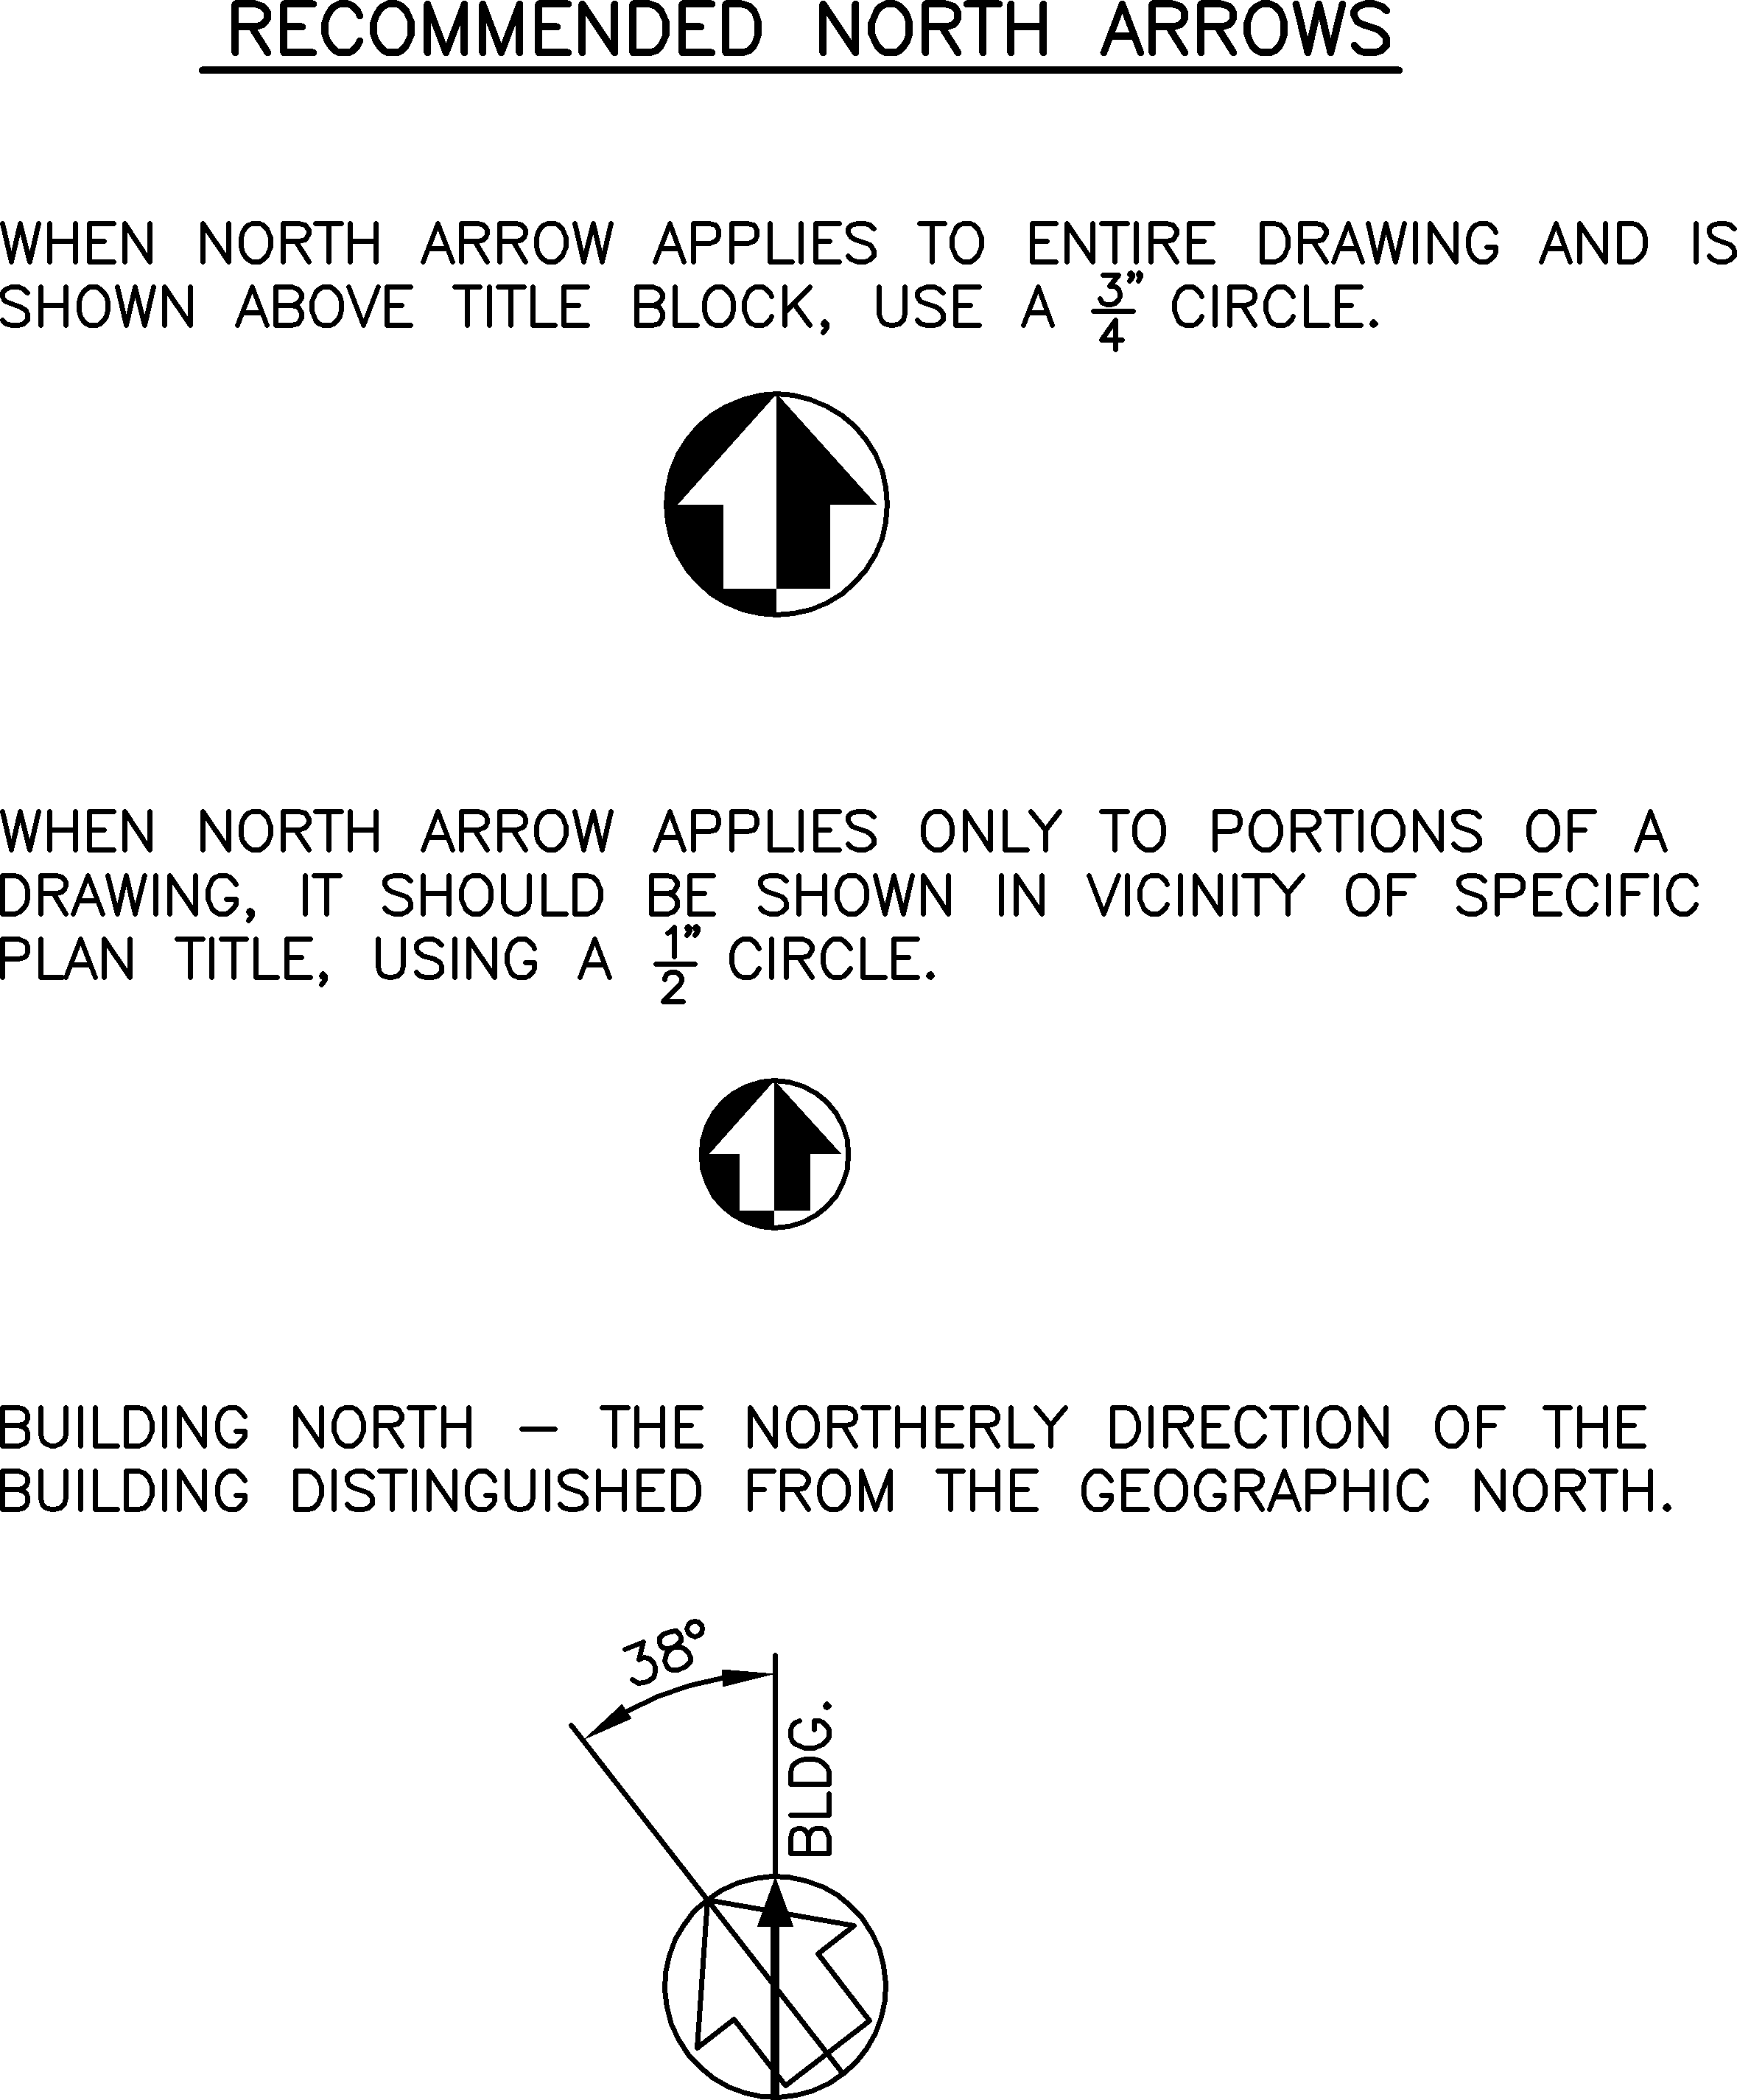 RECOMMENDED NORTH ARROWS
WHEN NORTH ARROW APPLIES TO ENTIRE DRAWING AND IS
SHOWN ABOVE TITLE BLOCK, USE A 3/4" CIRCLE.
WHEN NORTH ARROW APPLIES ONLY TO PORTIONS OF A
DRAWING, IT SHOULD BE SHOWN IN VICINITY OF SPECIFIC
PLAN TITLE, USING A 1/2" CIRCLE.
BUILDING NORTH – THE NORTHERLY DIRECTION OF THE
BUILDING DISTINGUISHED FROM THE GEOGRAPHIC NORTH.
38°
BLDG.